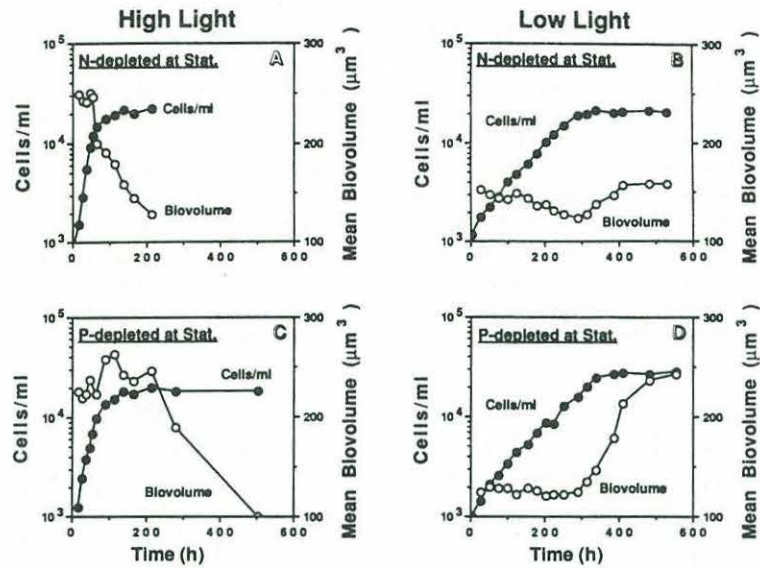 High Light
Low Light
10^5
300
N-depleted at Stat.
A
Cells/ml
10^4
200
Biovolume
10^3
100
0
200
400
600
Cells/ml
Mean Biovolume (μm^3)
10^5
300
N-depleted at Stat.
B
Cells/ml
10^4
200
Biovolume
10^3
100
0
200
400
600
Cells/ml
Mean Biovolume (μm^3)
10^5
300
P-depleted at Stat.
C
Cells/ml
10^4
200
Biovolume
10^3
100
0
200
400
600
Cells/ml
Mean Biovolume (μm^3)
Time (h)
10^5
300
P-depleted at Stat.
D
Cells/ml
10^4
200
Biovolume
10^3
100
0
200
400
600
Cells/ml
Mean Biovolume (μm^3)
Time (h)